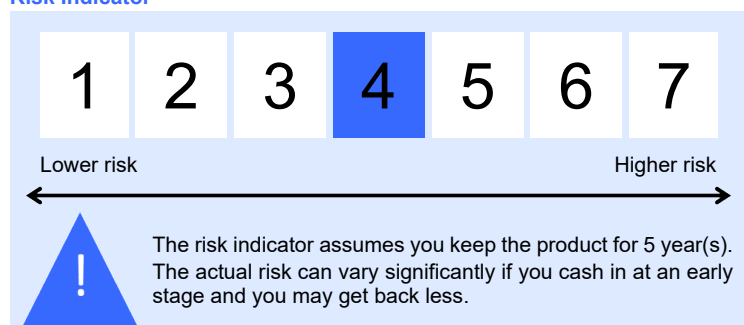 Risk Indicator
1 2 3 4 5 6 7
Lower risk Higher risk
!
The risk indicator assumes you keep the product for 5 year(s).
The actual risk can vary significantly if you cash in at an early
stage and you may get back less.